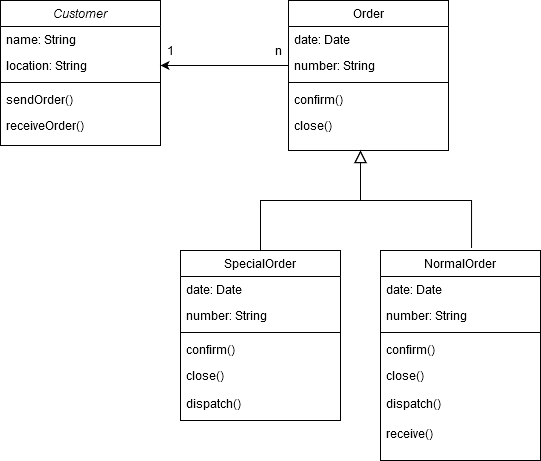 Customer
name: String
location: String
sendOrder()
receiveOrder()
1
n
Order
date: Date
number: String
confirm()
close()
SpecialOrder
date: Date
number: String
confirm()
close()
dispatch()
NormalOrder
date: Date
number: String
confirm()
close()
dispatch()
receive()